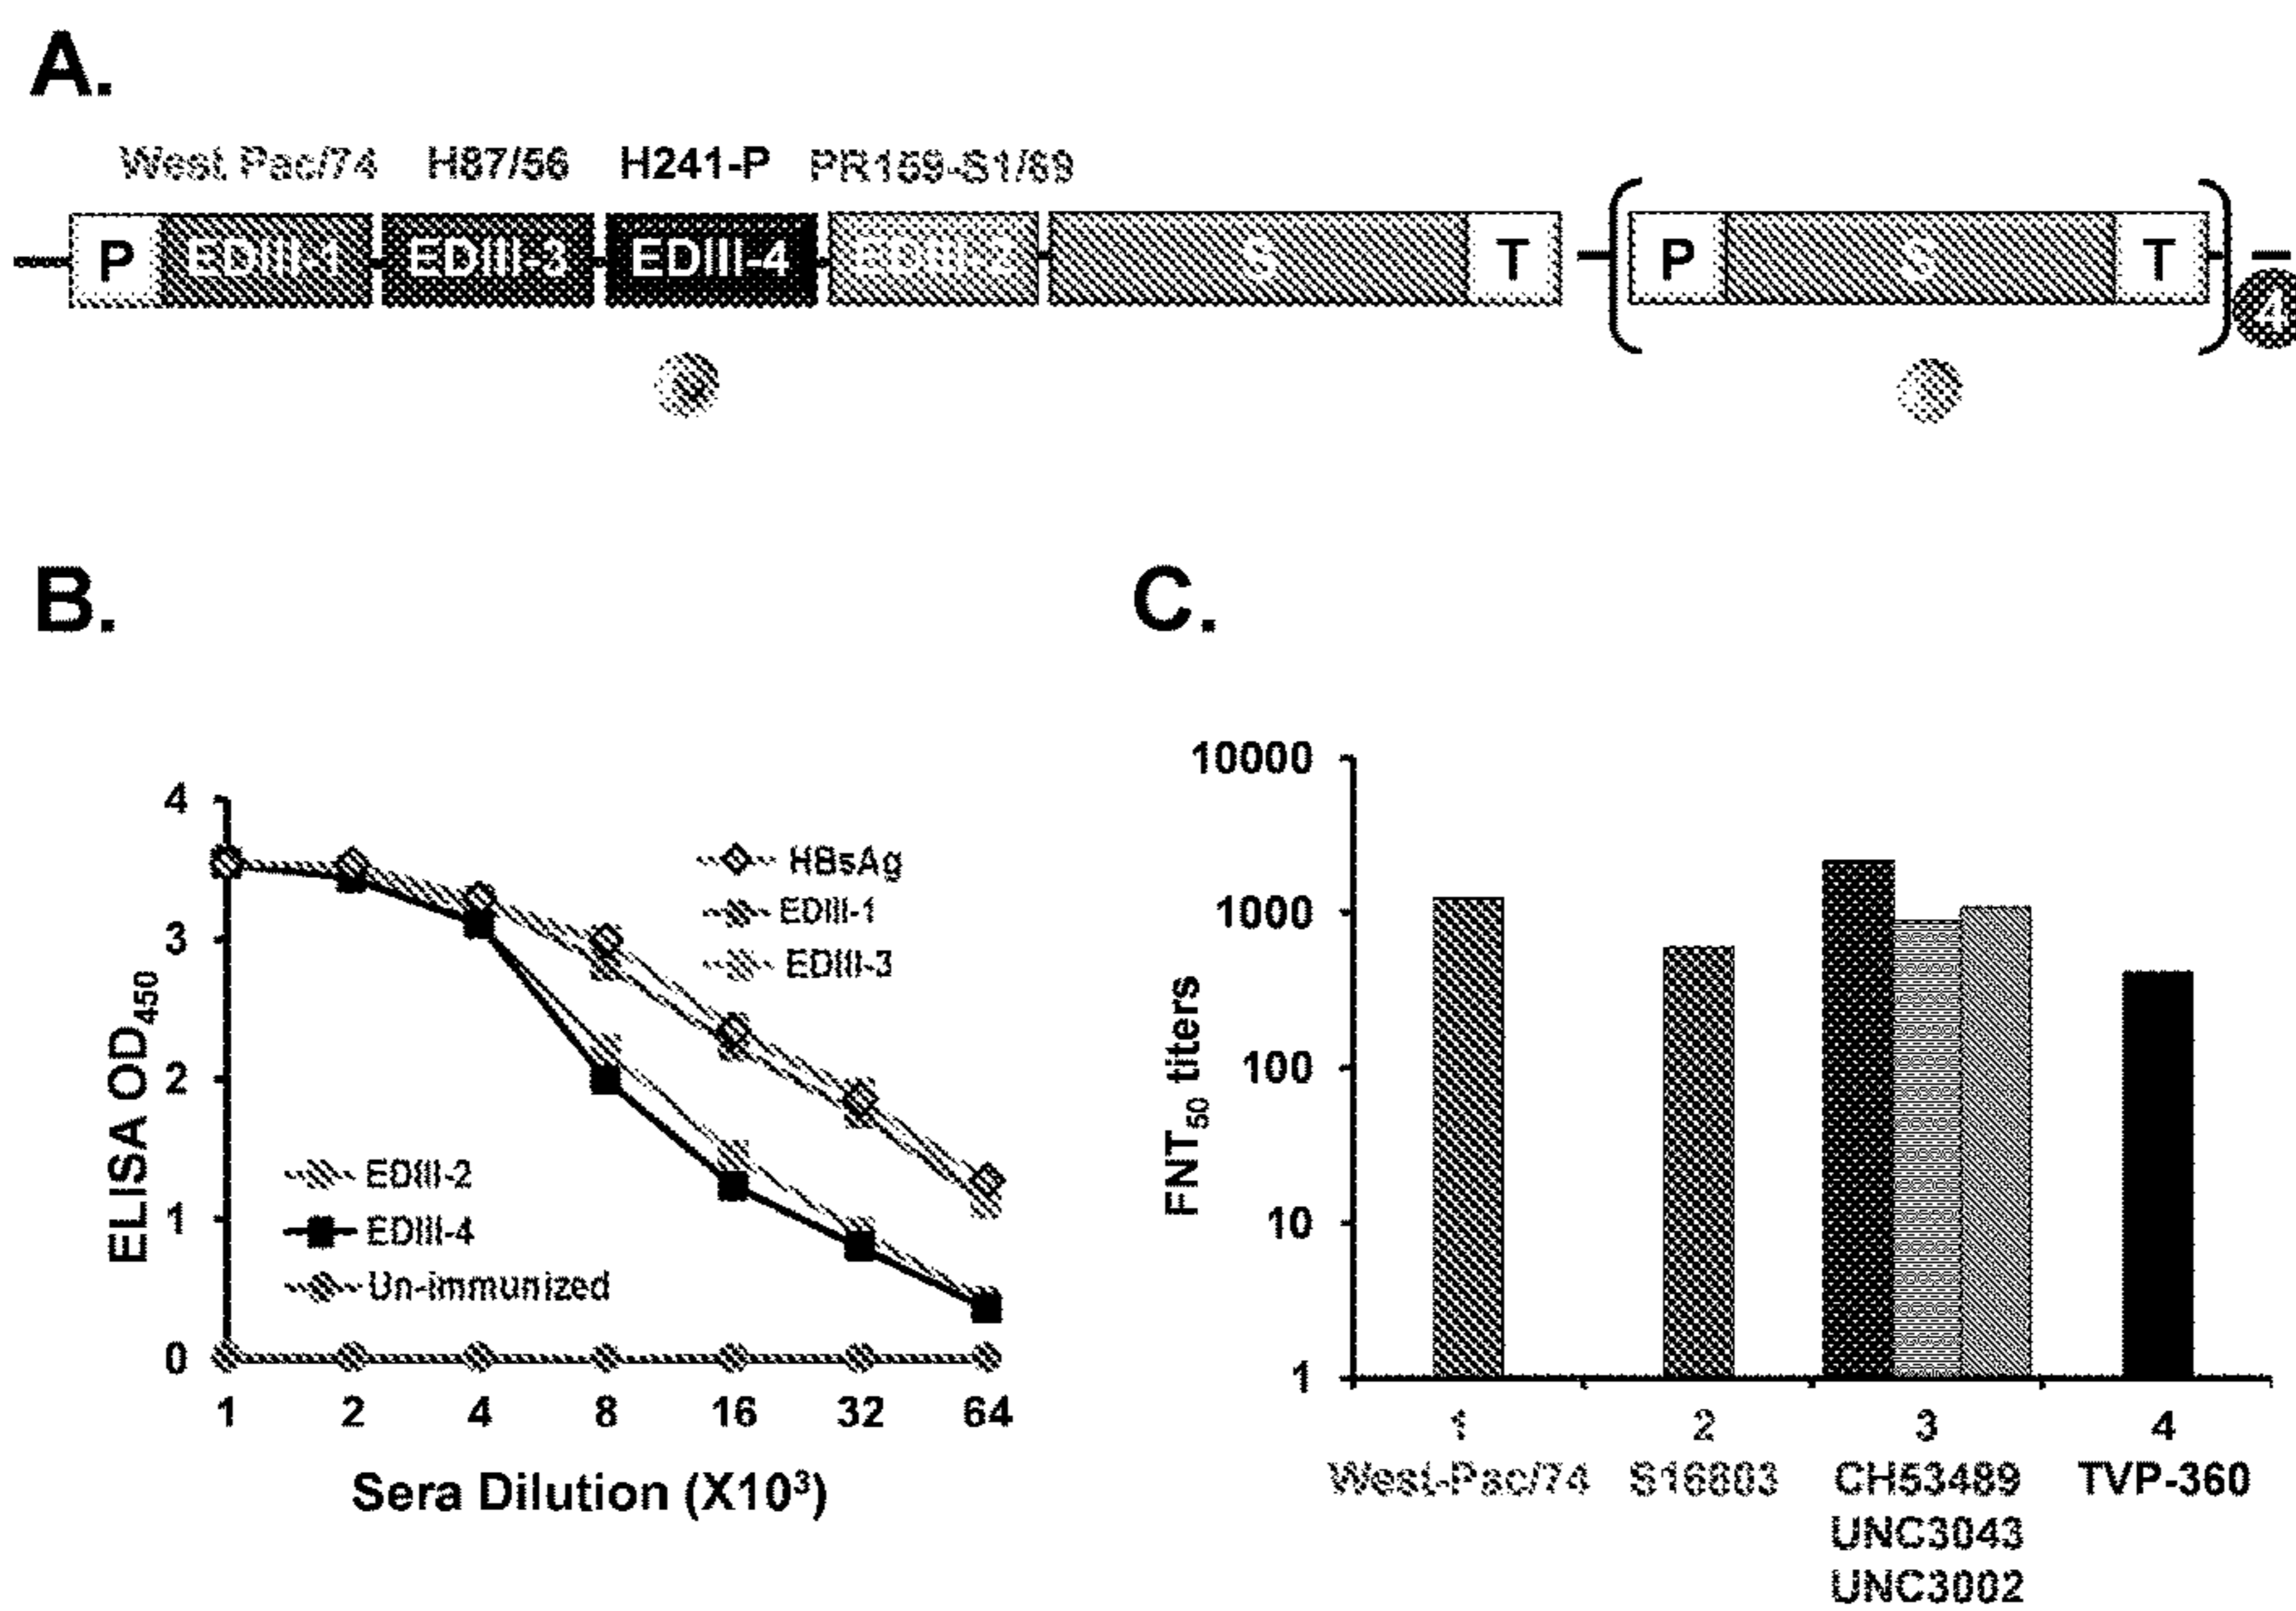 A.
West Pac/74 H87/56 H241-P PR159-S1/69
P EDIII-1 EDIII-3 EDIII-4 EDIII-2 S T P S T
4
B.
4
3
2
1
0
ELISA OD450
HBsAg
EDIII-1
EDIII-3
EDIII-2
EDIII-4
Un-immunized
1 2 4 8 16 32 64
Sera Dilution (X10³)
C.
10000
1000
100
10
1
FNT50 titers
1 2 3 4
West-Pac/74 S16803 CH53489 TVP-360
UNC3043
UNC3002